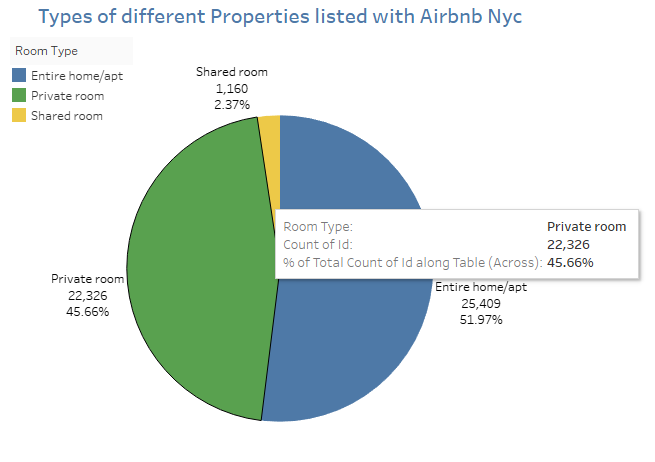 Types of different Properties listed with Airbnb Nyc
Room Type
Entire home/apt
Private room
Shared room
Shared room
1,160
2.37%
Room Type: Private room
Count of Id: 22,326
% of Total Count of Id along Table (Across): 45.66%
Private room
22,326
45.66%
Entire home/apt
25,409
51.97%